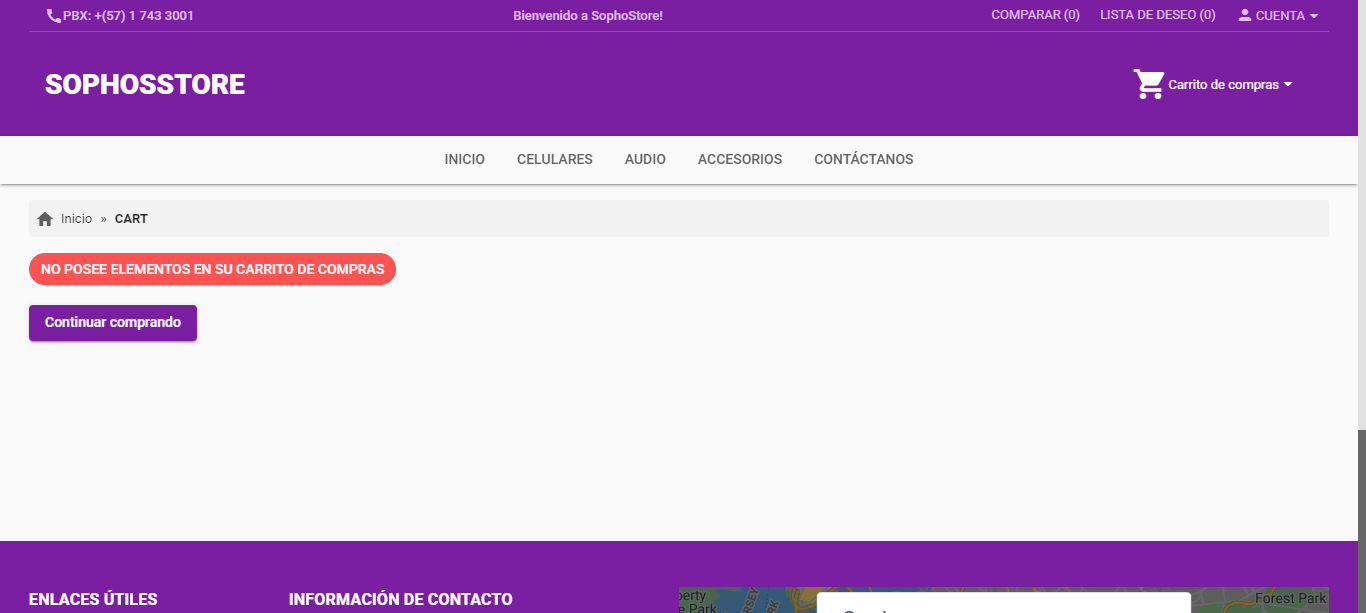 PBX: +(57) 1 743 3001
Bienvenido a SophoStore!
COMPARAR (0)
LISTA DE DESEO (0)
CUENTA
SOPHOSSTORE
Carrito de compras
INICIO
CELULARES
AUDIO
ACCESORIOS
CONTÁCTANOS
Inicio » CART
NO POSEE ELEMENTOS EN SU CARRITO DE COMPRAS
Continuar comprando
ENLACES ÚTILES
INFORMACIÓN DE CONTACTO
Park
Forest Park